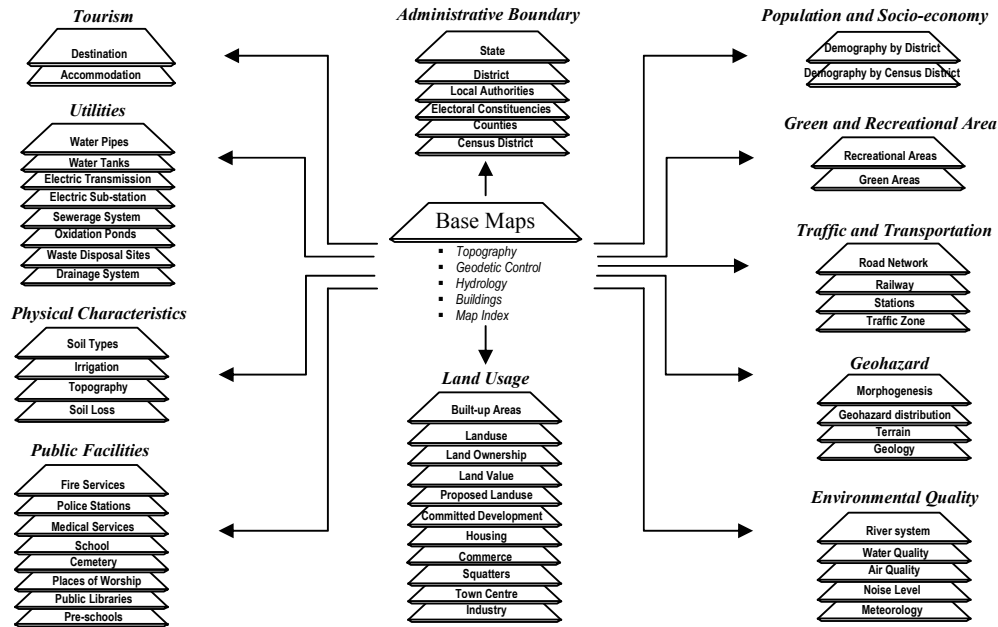 Tourism
Destination
Accommodation
Utilities
Water Pipes
Water Tanks
Electric Transmission
Electric Sub-station
Sewerage System
Oxidation Ponds
Waste Disposal Sites
Drainage System
Physical Characteristics
Soil Types
Irrigation
Topography
Soil Loss
Public Facilities
Fire Services
Police Stations
Medical Services
School
Cemetery
Places of Worship
Public Libraries
Pre-schools
Administrative Boundary
State
District
Local Authorities
Electoral Constituencies
Counties
Census District
Base Maps
▪ Topography
▪ Geodetic Control
▪ Hydrology
▪ Buildings
▪ Map Index
Land Usage
Built-up Areas
Landuse
Land Ownership
Land Value
Proposed Landuse
Committed Development
Housing
Commerce
Squatters
Town Centre
Industry
Population and Socio-economy
Demography by District
Demography by Census District
Green and Recreational Area
Recreational Areas
Green Areas
Traffic and Transportation
Road Network
Railway
Stations
Traffic Zone
Geohazard
Morphogenesis
Geohazard distribution
Terrain
Geology
Environmental Quality
River system
Water Quality
Air Quality
Noise Level
Meteorology